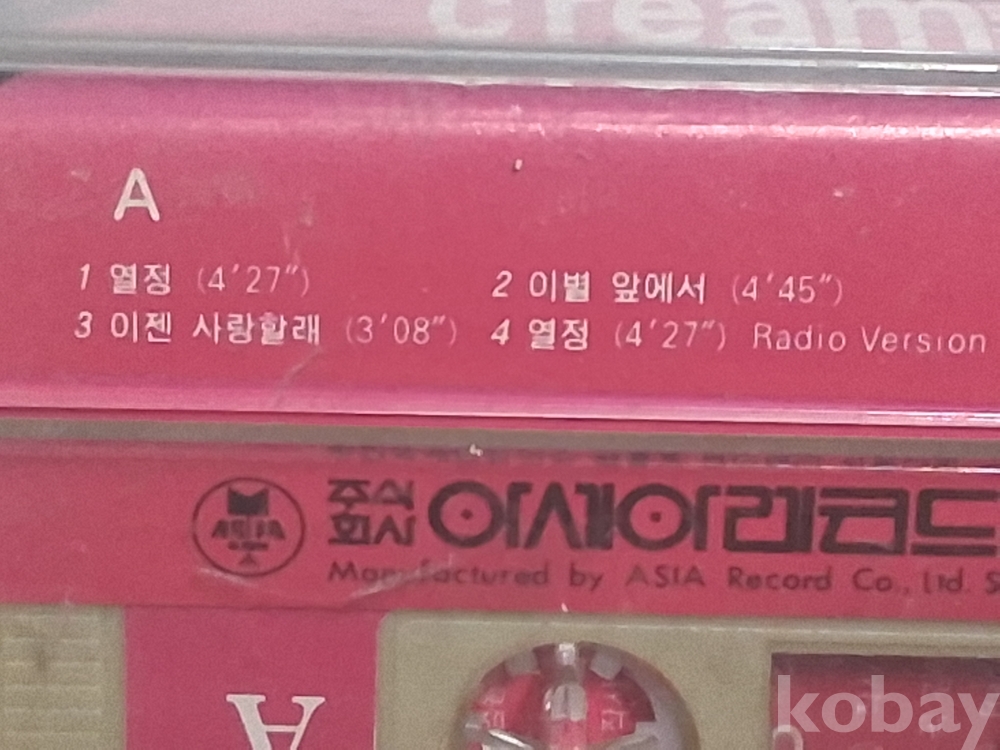 cream
A
1 열정 (4′27″) 2 이별 앞에서 (4′45″)
3 이젠 사랑할래 (3′08″) 4 열정 (4′27″) Radio Version
ASIA
주식회사 아세아레코드
Manufactured by ASIA Record Co., Ltd. S
A
kobay